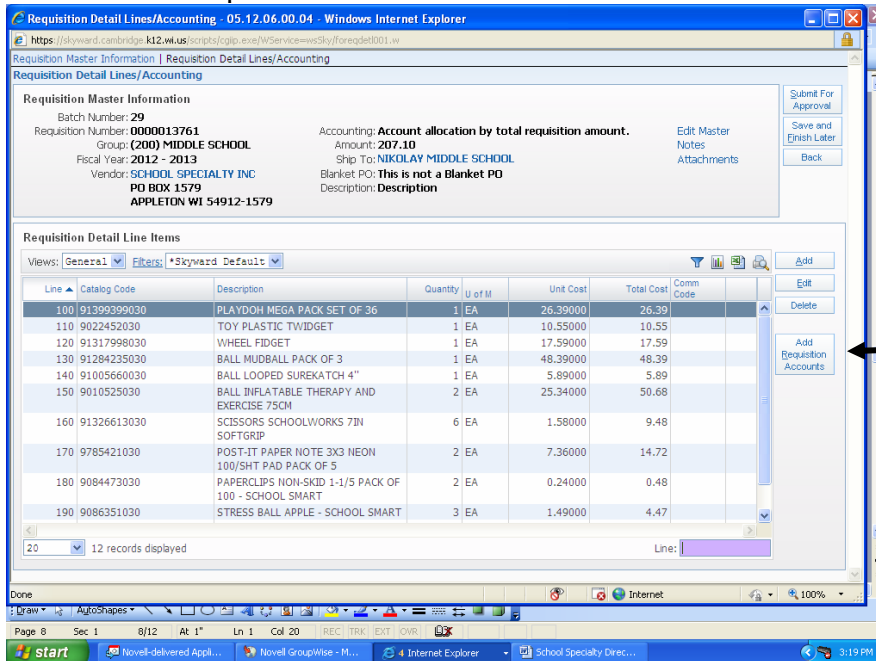 Requisition Detail Lines/Accounting - 05.12.06.00.04 - Windows Internet Explorer
https://skyward.cambridge.k12.wi.us/scripts/cgiip.exe/WService=wsSky/foreqdetl001.w
Requisition Master Information | Requisition Detail Lines/Accounting
Requisition Detail Lines/Accounting
Requisition Master Information
Batch Number: 29
Requisition Number: 0000013761
Group: (200) MIDDLE SCHOOL
Fiscal Year: 2012 - 2013
Vendor: SCHOOL SPECIALTY INC
PO BOX 1579
APPLETON WI 54912-1579
Accounting: Account allocation by total requisition amount.
Amount: 207.10
Ship To: NIKOLAY MIDDLE SCHOOL
Blanket PO: This is not a Blanket PO
Description: Description
Edit Master
Notes
Attachments
Submit For
Approval
Save and
Finish Later
Back
Requisition Detail Line Items
Views: General Filters: *Skyward Default
Line Catalog Code Description Quantity U of M Unit Cost Total Cost Comm Code
100 91399399030 PLAYDOH MEGA PACK SET OF 36 1 EA 26.39000 26.39
110 9022452030 TOY PLASTIC TWIDGET 1 EA 10.55000 10.55
120 91317998030 WHEEL FIDGET 1 EA 17.59000 17.59
130 91284235030 BALL MUDBALL PACK OF 3 1 EA 48.39000 48.39
140 91005660030 BALL LOOPED SUREKATCH 4" 1 EA 5.89000 5.89
150 9010525030 BALL INFLATABLE THERAPY AND 2 EA 25.34000 50.68
EXERCISE 75CM
160 91326613030 SCISSORS SCHOOLWORKS 7IN 6 EA 1.58000 9.48
SOFTGRIP
170 9785421030 POST-IT PAPER NOTE 3X3 NEON 2 EA 7.36000 14.72
100/SHT PAD PACK OF 5
180 9084473030 PAPERCLIPS NON-SKID 1-1/5 PACK OF 2 EA 0.24000 0.48
100 - SCHOOL SMART
190 9086351030 STRESS BALL APPLE - SCHOOL SMART 3 EA 1.49000 4.47
Add
Edit
Delete
Add
Requisition
Accounts
20 12 records displayed Line:
Done Internet 100%
Draw AutoShapes
Page 8 Sec 1 8/12 At 1" Ln 1 Col 20 REC TRK EXT OVR
start Novell-delivered Appli... Novell GroupWise - M... 4 Internet Explorer School Specialty Direc... 3:19 PM